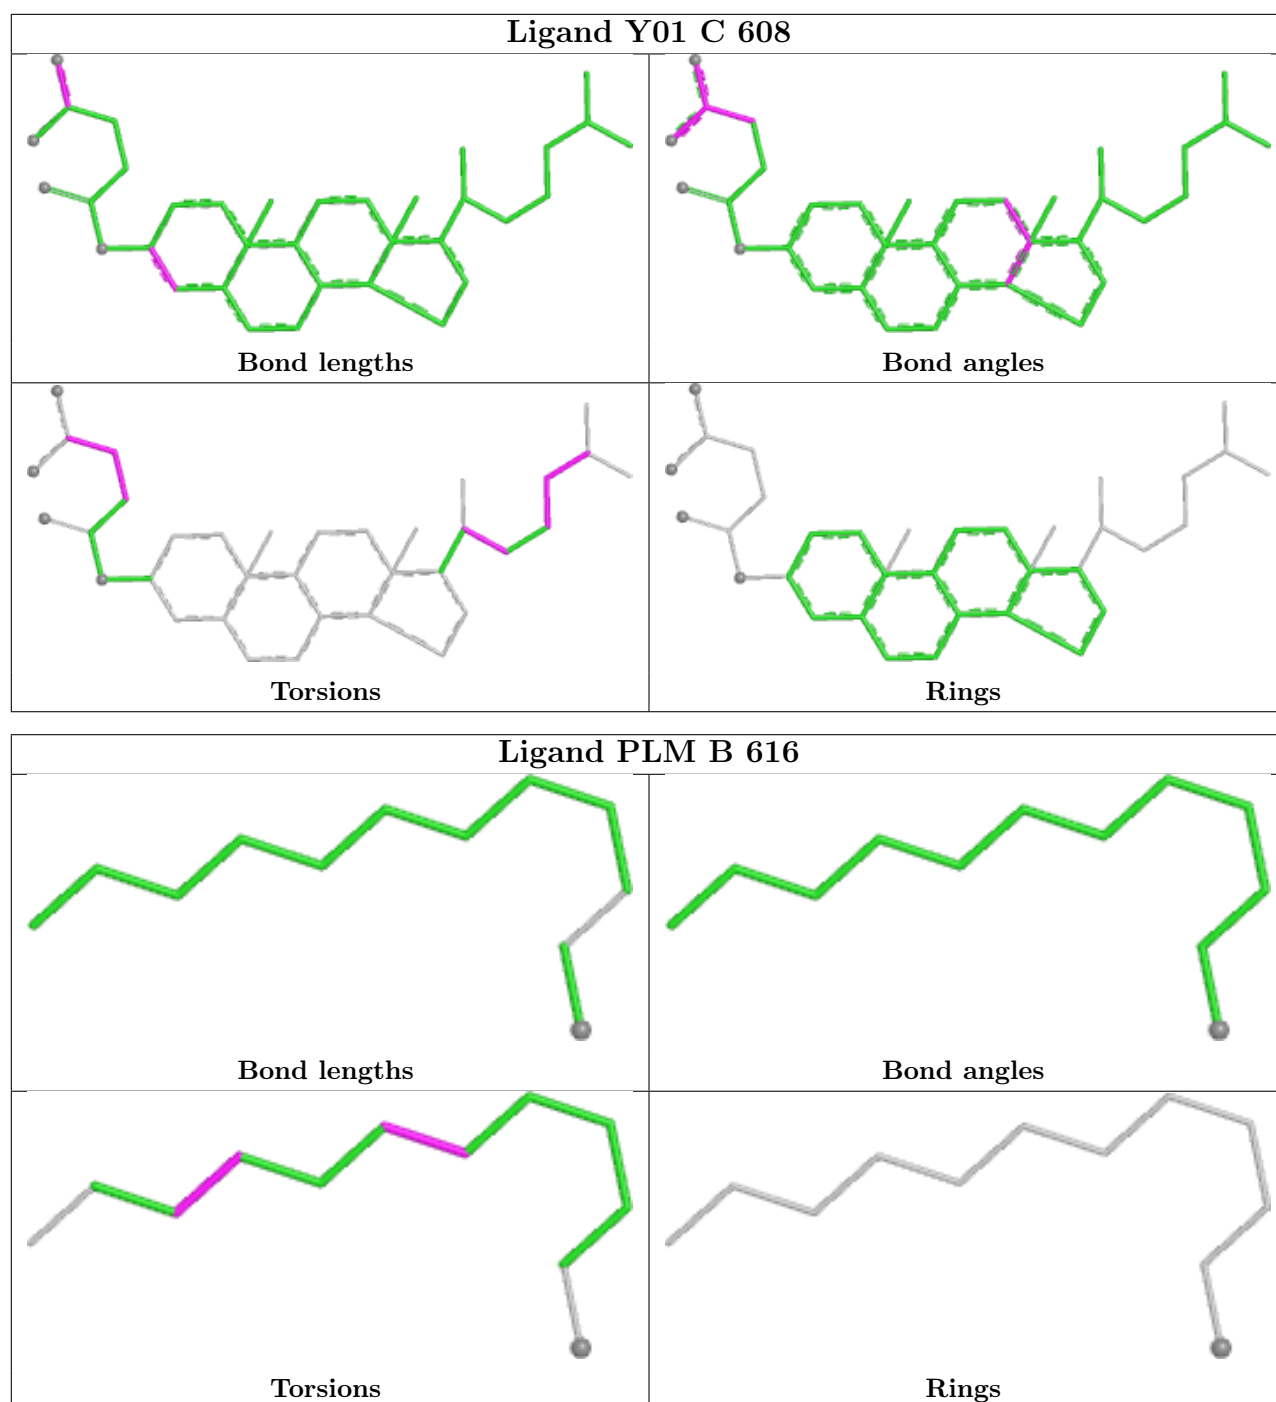 Ligand Y01 C 608
Bond lengths
Bond angles
Torsions
Rings
Ligand PLM B 616
Bond lengths
Bond angles
Torsions
Rings